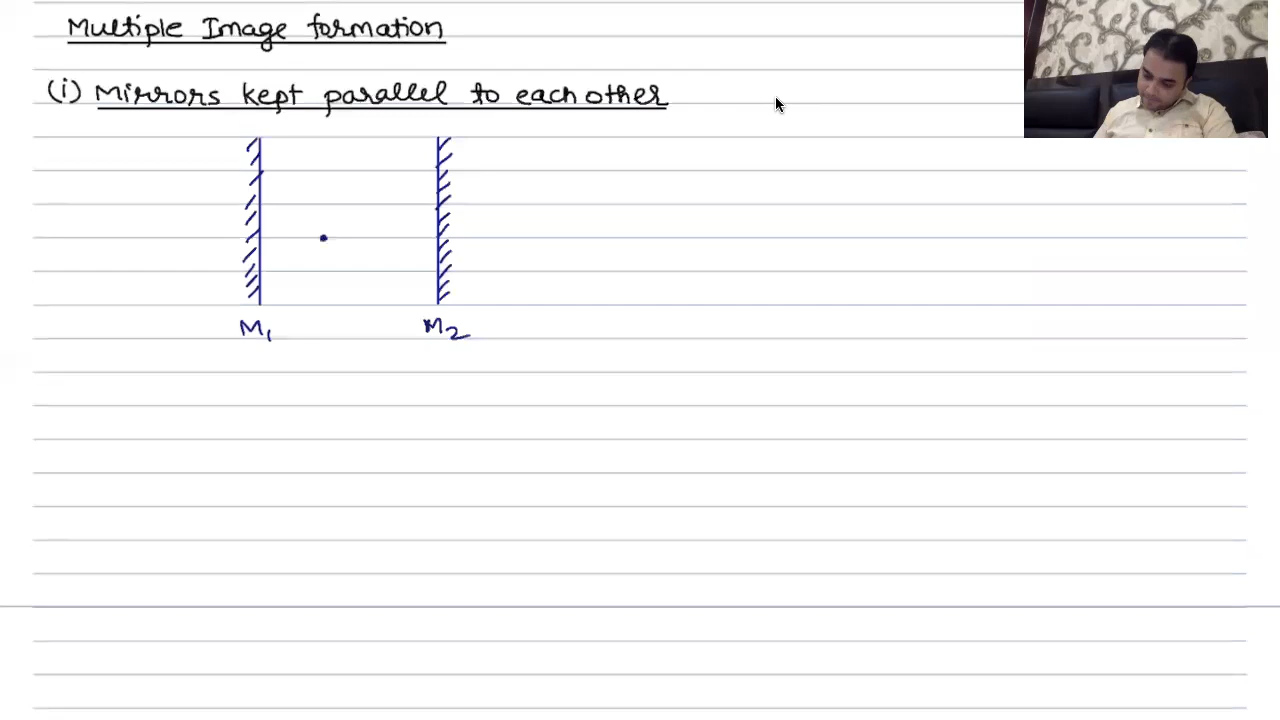 Multiple Image formation
(i) Mirrors kept parallel to each other
M1 M2